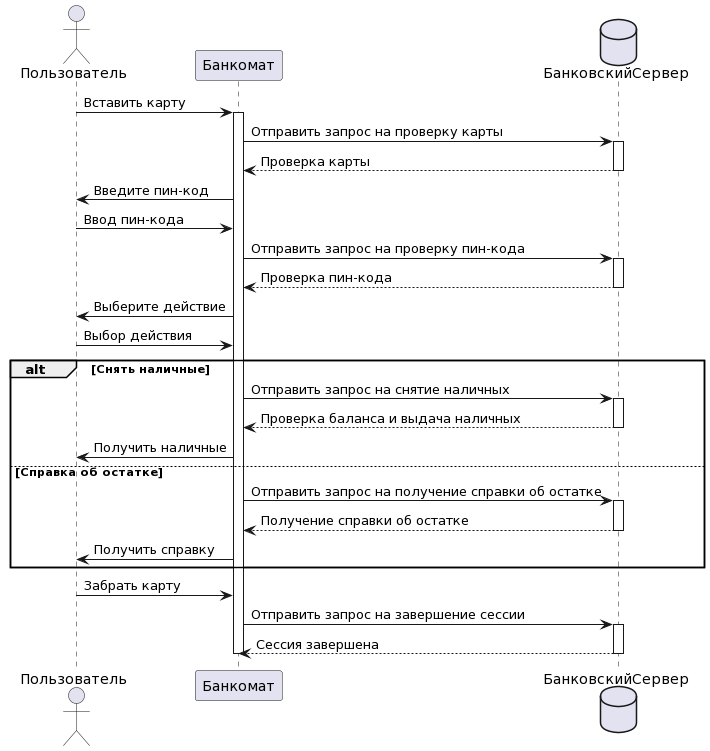 Пользователь
Банкомат
БанковскийСервер
Вставить карту
Отправить запрос на проверку карты
Проверка карты
Введите пин-код
Ввод пин-кода
Отправить запрос на проверку пин-кода
Проверка пин-кода
Выберите действие
Выбор действия
alt [Снять наличные]
Отправить запрос на снятие наличных
Проверка баланса и выдача наличных
Получить наличные
[Справка об остатке]
Отправить запрос на получение справки об остатке
Получение справки об остатке
Получить справку
Забрать карту
Отправить запрос на завершение сессии
Сессия завершена
Пользователь
Банкомат
БанковскийСервер